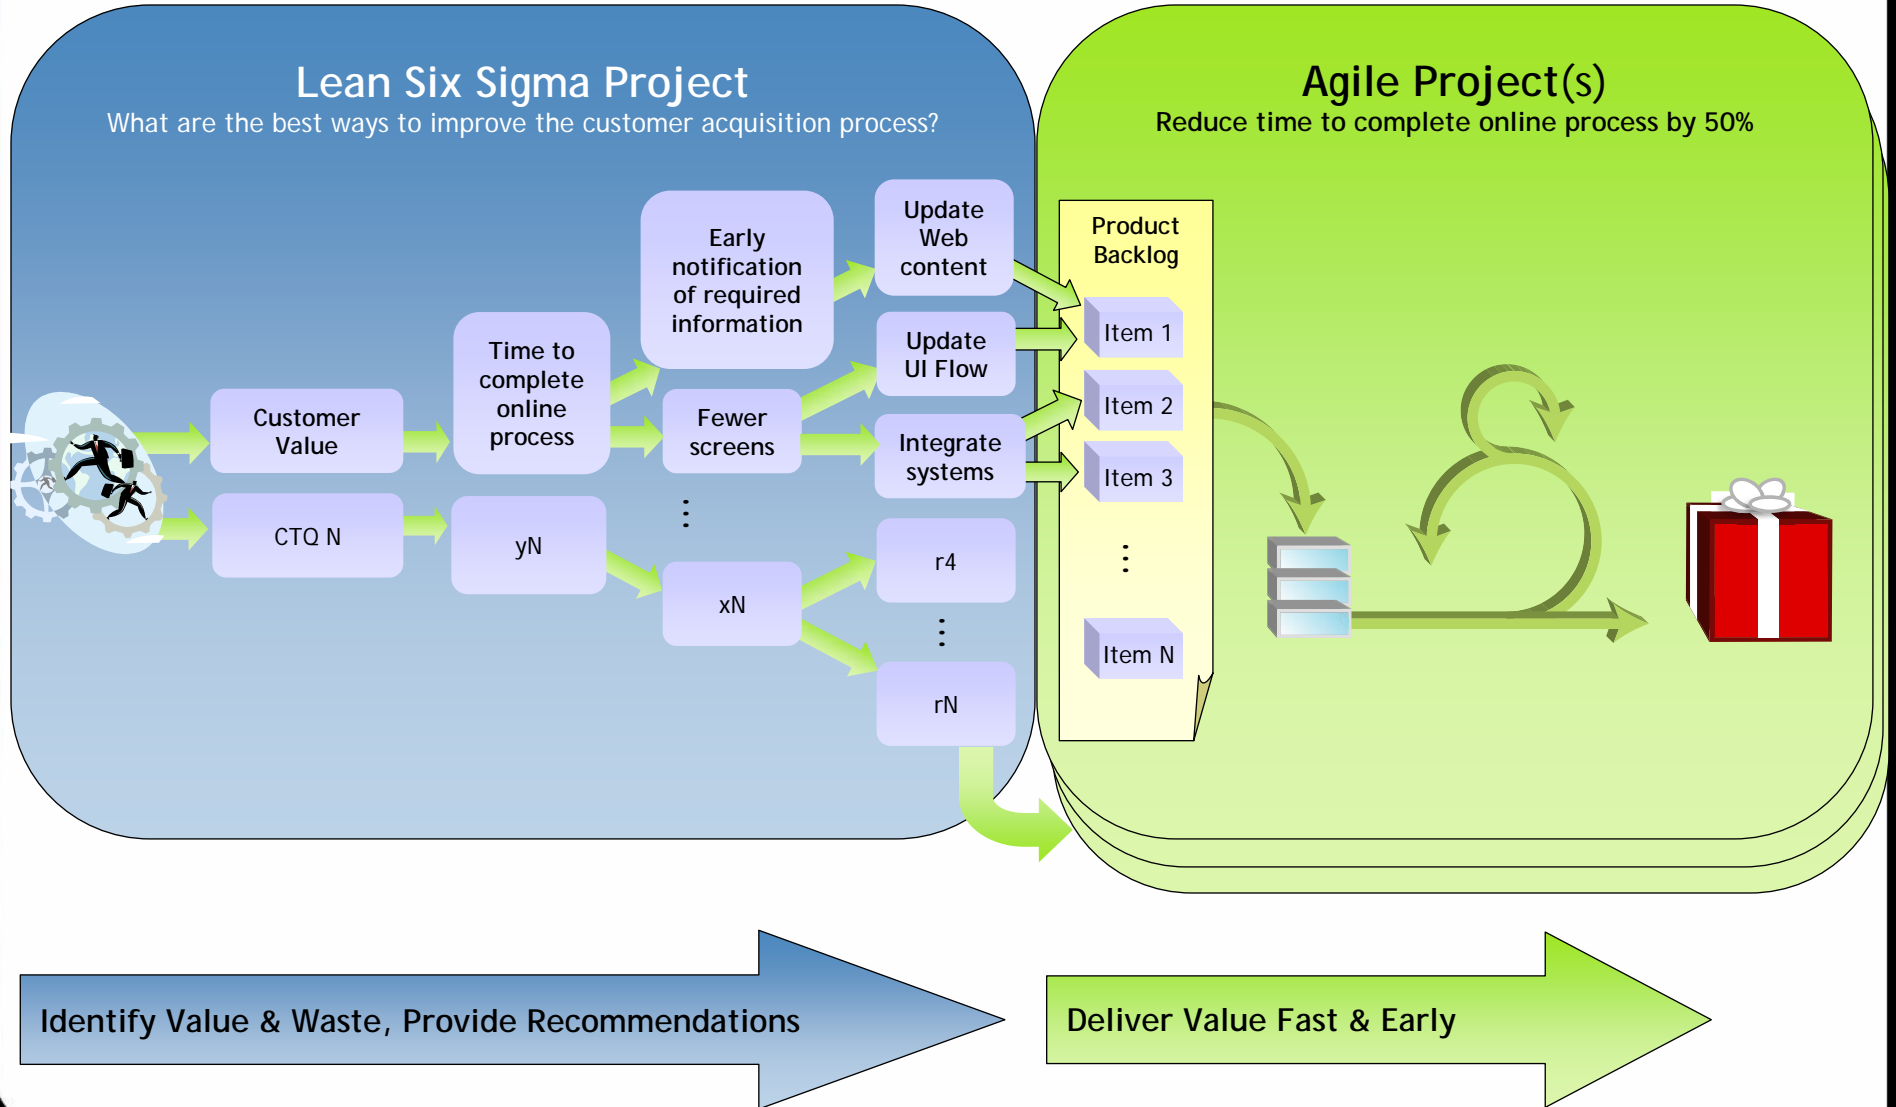 Lean Six Sigma Project
What are the best ways to improve the customer acquisition process?
Customer
Value
CTQ N
Time to
complete
online
process
yN
Early
notification
of required
information
Fewer
screens
⋮
xN
Update
Web
content
Update
UI Flow
Integrate
systems
r4
⋮
rN
Agile Project(s)
Reduce time to complete online process by 50%
Product
Backlog
Item 1
Item 2
Item 3
⋮
Item N
Identify Value & Waste, Provide Recommendations
Deliver Value Fast & Early